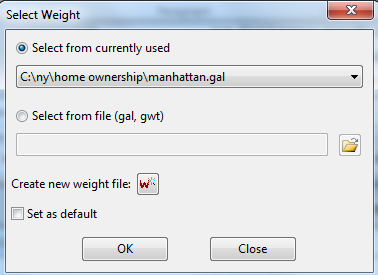 Select Weight
Select from currently used
C:\ny\home ownership\manhattan.gal
Select from file (gal, gwt)
Create new weight file: W
Set as default
OK Close